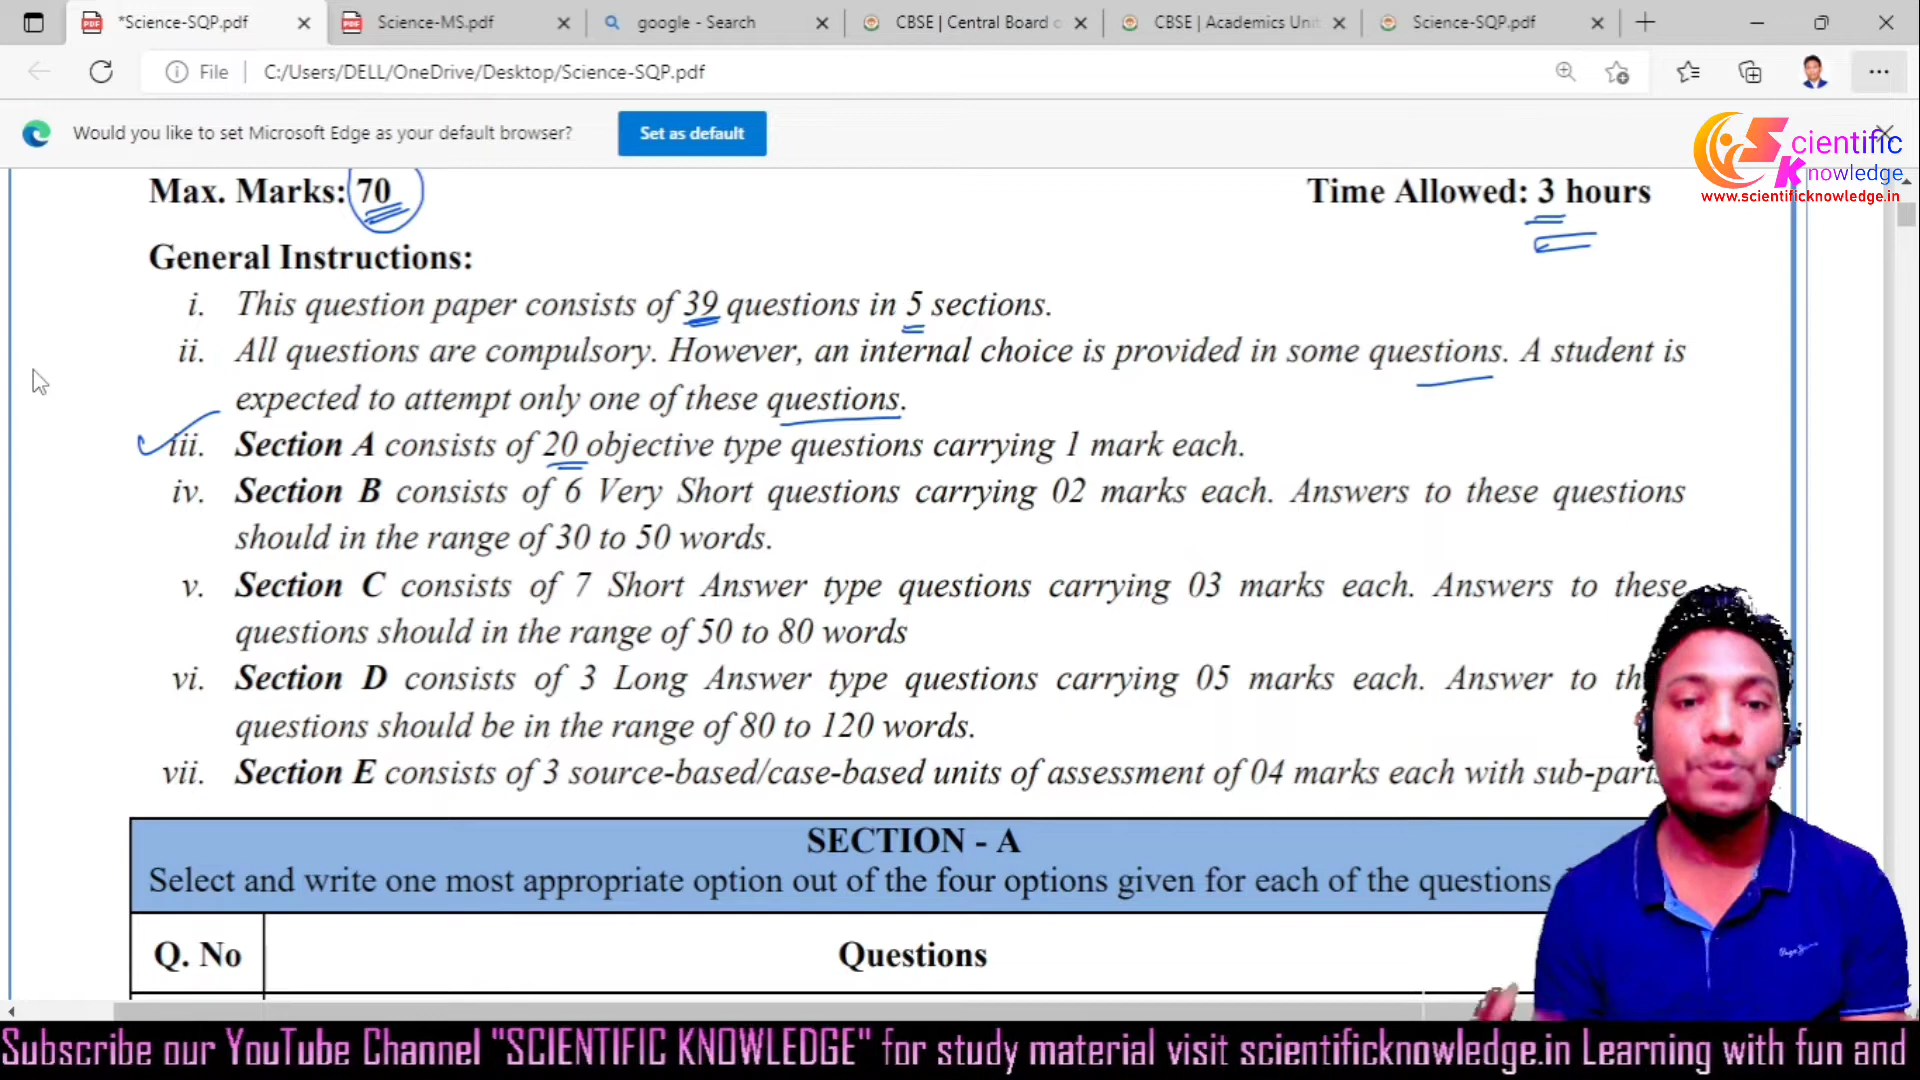 *Science-SQP.pdf
Science-MS.pdf
google - Search
CBSE | Central Board o
CBSE | Academics Unit
Science-SQP.pdf
File
C:/Users/DELL/OneDrive/Desktop/Science-SQP.pdf
Would you like to set Microsoft Edge as your default browser?
Set as default
Scientific
Knowledge
www.scientificknowledge.in
Max. Marks: 70
Time Allowed: 3 hours
General Instructions:
i. This question paper consists of 39 questions in 5 sections.
ii. All questions are compulsory. However, an internal choice is provided in some questions. A student is
expected to attempt only one of these questions.
iii. Section A consists of 20 objective type questions carrying 1 mark each.
iv. Section B consists of 6 Very Short questions carrying 02 marks each. Answers to these questions
should in the range of 30 to 50 words.
v. Section C consists of 7 Short Answer type questions carrying 03 marks each. Answers to these
questions should in the range of 50 to 80 words
vi. Section D consists of 3 Long Answer type questions carrying 05 marks each. Answer to
questions should be in the range of 80 to 120 words.
vii. Section E consists of 3 source-based/case-based units of assessment of 04 marks each with sub-part
SECTION - A
Select and write one most appropriate option out of the four options given for each of the questions
Q. No
Questions
Subscribe our YouTube Channel "SCIENTIFIC KNOWLEDGE" for study material visit scientificknowledge.in Learning with fun and